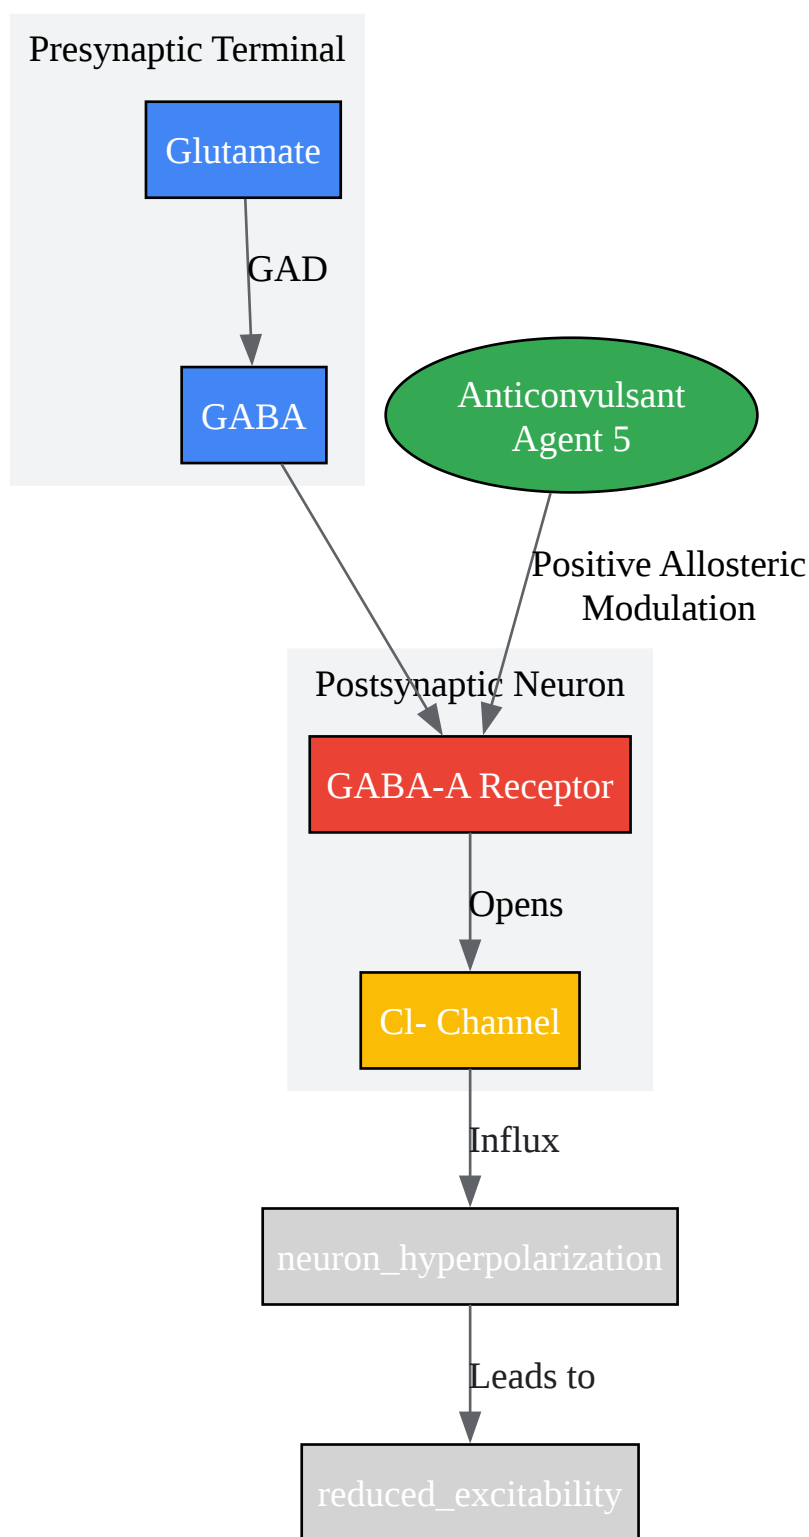 Presynaptic Terminal
Glutamate
GAD
GABA
Anticonvulsant
Agent 5
Positive Allosteric
Modulation
Postsynaptic Neuron
GABA-A Receptor
Opens
Cl- Channel
Influx
neuron_hyperpolarization
Leads to
reduced_excitability